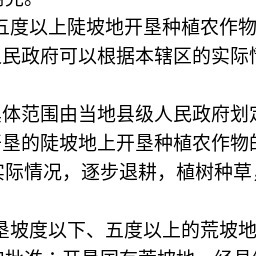 五度以上陡坡地开垦种植农作物
民政府可以根据本辖区的实际情
体范围由当地县级人民政府划定
垦的陡坡地上开垦种植农作物的
实际情况，逐步退耕，植树种草，
垦坡度以下、五度以上的荒坡地